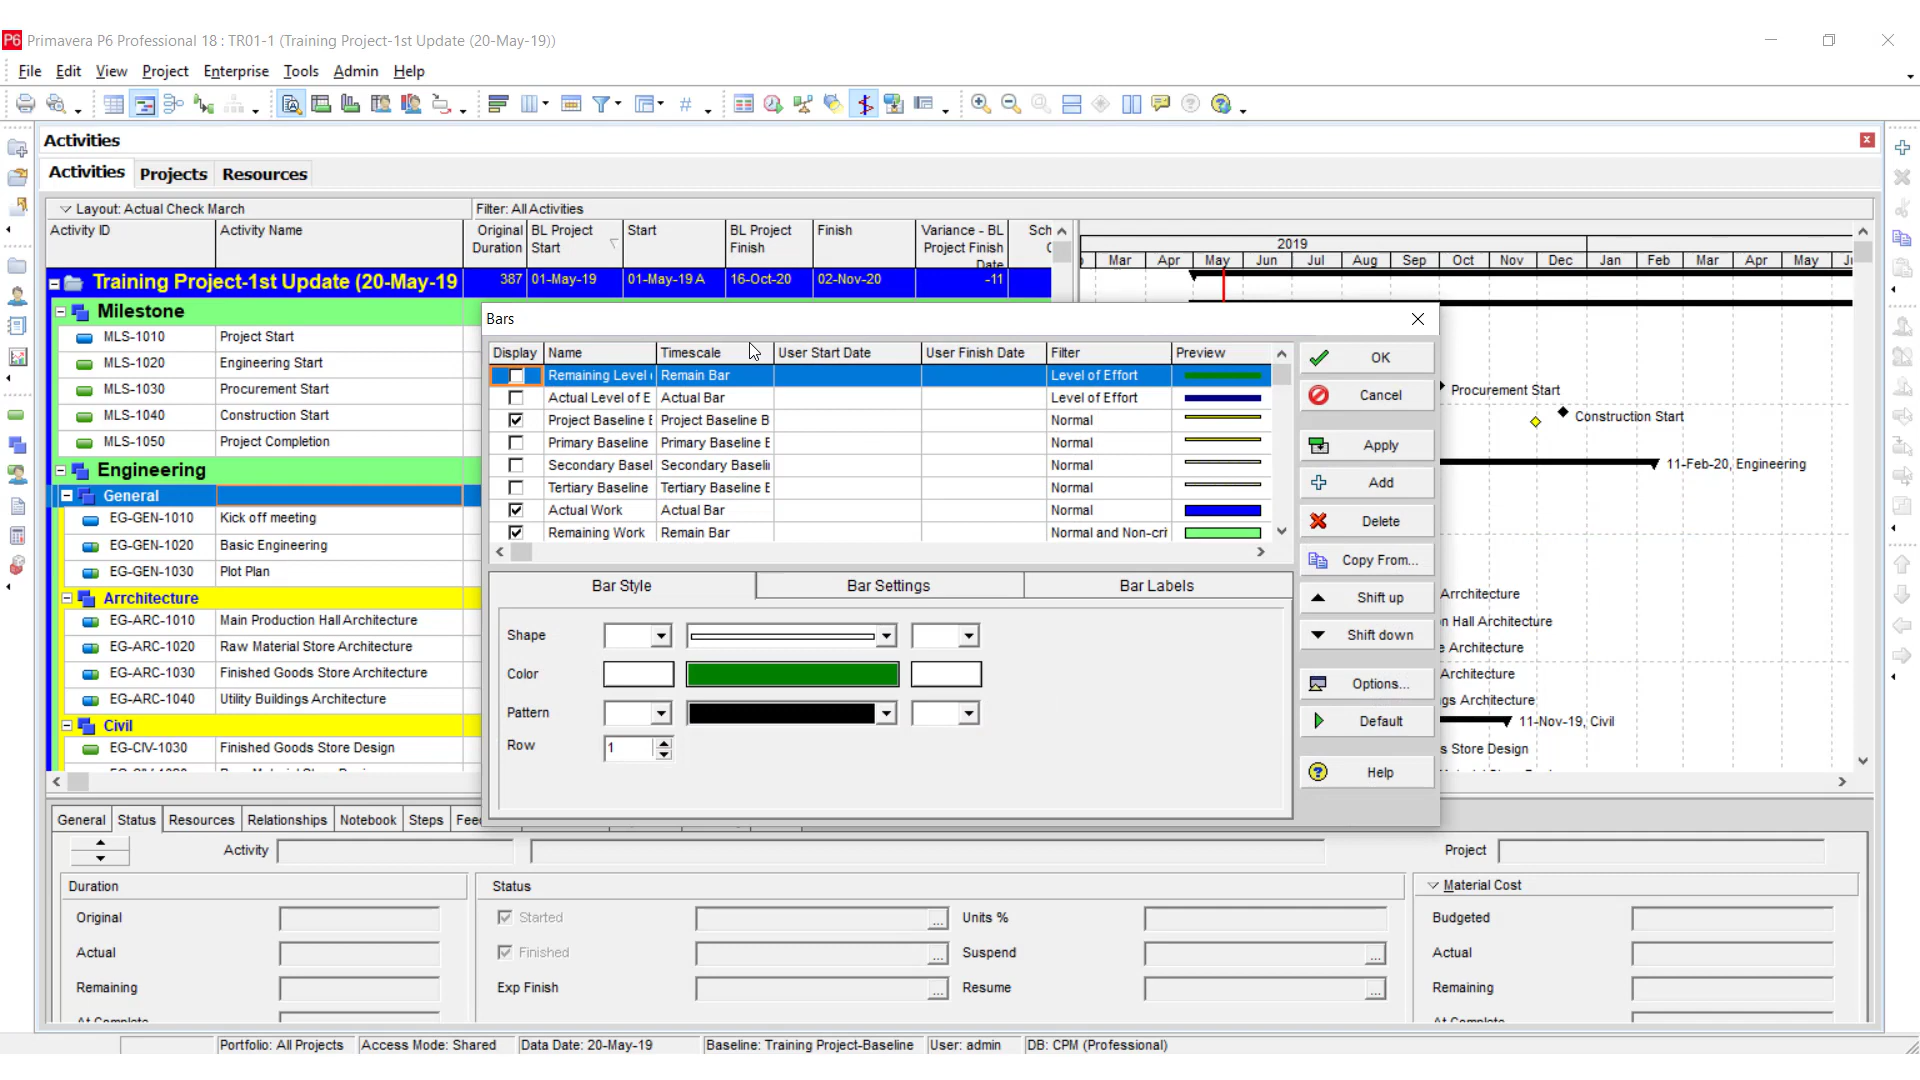 P6 Primavera P6 Professional 18 : TR01-1 (Training Project-1st Update (20-May-19))
File Edit View Project Enterprise Tools Admin Help
Activities
Activities Projects Resources
Layout: Actual Check March Filter: All Activities
Activity ID Activity Name Original Duration BL Project Start Start BL Project Finish Finish Variance - BL Project Finish Date Sch
2019
Mar Apr May Jun Jul Aug Sep Oct Nov Dec Jan Feb Mar Apr May
Training Project-1st Update (20-May-19 387 01-May-19 01-May-19 A 16-Oct-20 02-Nov-20 -11
Milestone
MLS-1010 Project Start
MLS-1020 Engineering Start
MLS-1030 Procurement Start
MLS-1040 Construction Start
MLS-1050 Project Completion
Engineering
General
EG-GEN-1010 Kick off meeting
EG-GEN-1020 Basic Engineering
EG-GEN-1030 Plot Plan
Arrchitecture
EG-ARC-1010 Main Production Hall Architecture
EG-ARC-1020 Raw Material Store Architecture
EG-ARC-1030 Finished Goods Store Architecture
EG-ARC-1040 Utility Buildings Architecture
Civil
EG-CIV-1030 Finished Goods Store Design
Bars
Display Name Timescale User Start Date User Finish Date Filter Preview
Remaining Level Remain Bar Level of Effort
Actual Level of E Actual Bar Level of Effort
Project Baseline E Project Baseline B Normal
Primary Baseline Primary Baseline E Normal
Secondary Basel Secondary Baseli Normal
Tertiary Baseline Tertiary Baseline E Normal
Actual Work Actual Bar Normal
Remaining Work Remain Bar Normal and Non-cri
Bar Style Bar Settings Bar Labels
Shape
Color
Pattern
Row 1
OK
Cancel
Apply
Add
Delete
Copy From...
Shift up
Shift down
Options...
Default
Help
Procurement Start
Construction Start
11-Feb-20, Engineering
Arrchitecture
n Hall Architecture
e Architecture
Architecture
gs Architecture
11-Nov-19, Civil
s Store Design
General Status Resources Relationships Notebook Steps Feed
Activity Project
Duration Status Material Cost
Original Started Units % Budgeted
Actual Finished Suspend Actual
Remaining Exp Finish Resume Remaining
At Complete At Complete
Portfolio: All Projects Access Mode: Shared Data Date: 20-May-19 Baseline: Training Project-Baseline User: admin DB: CPM (Professional)